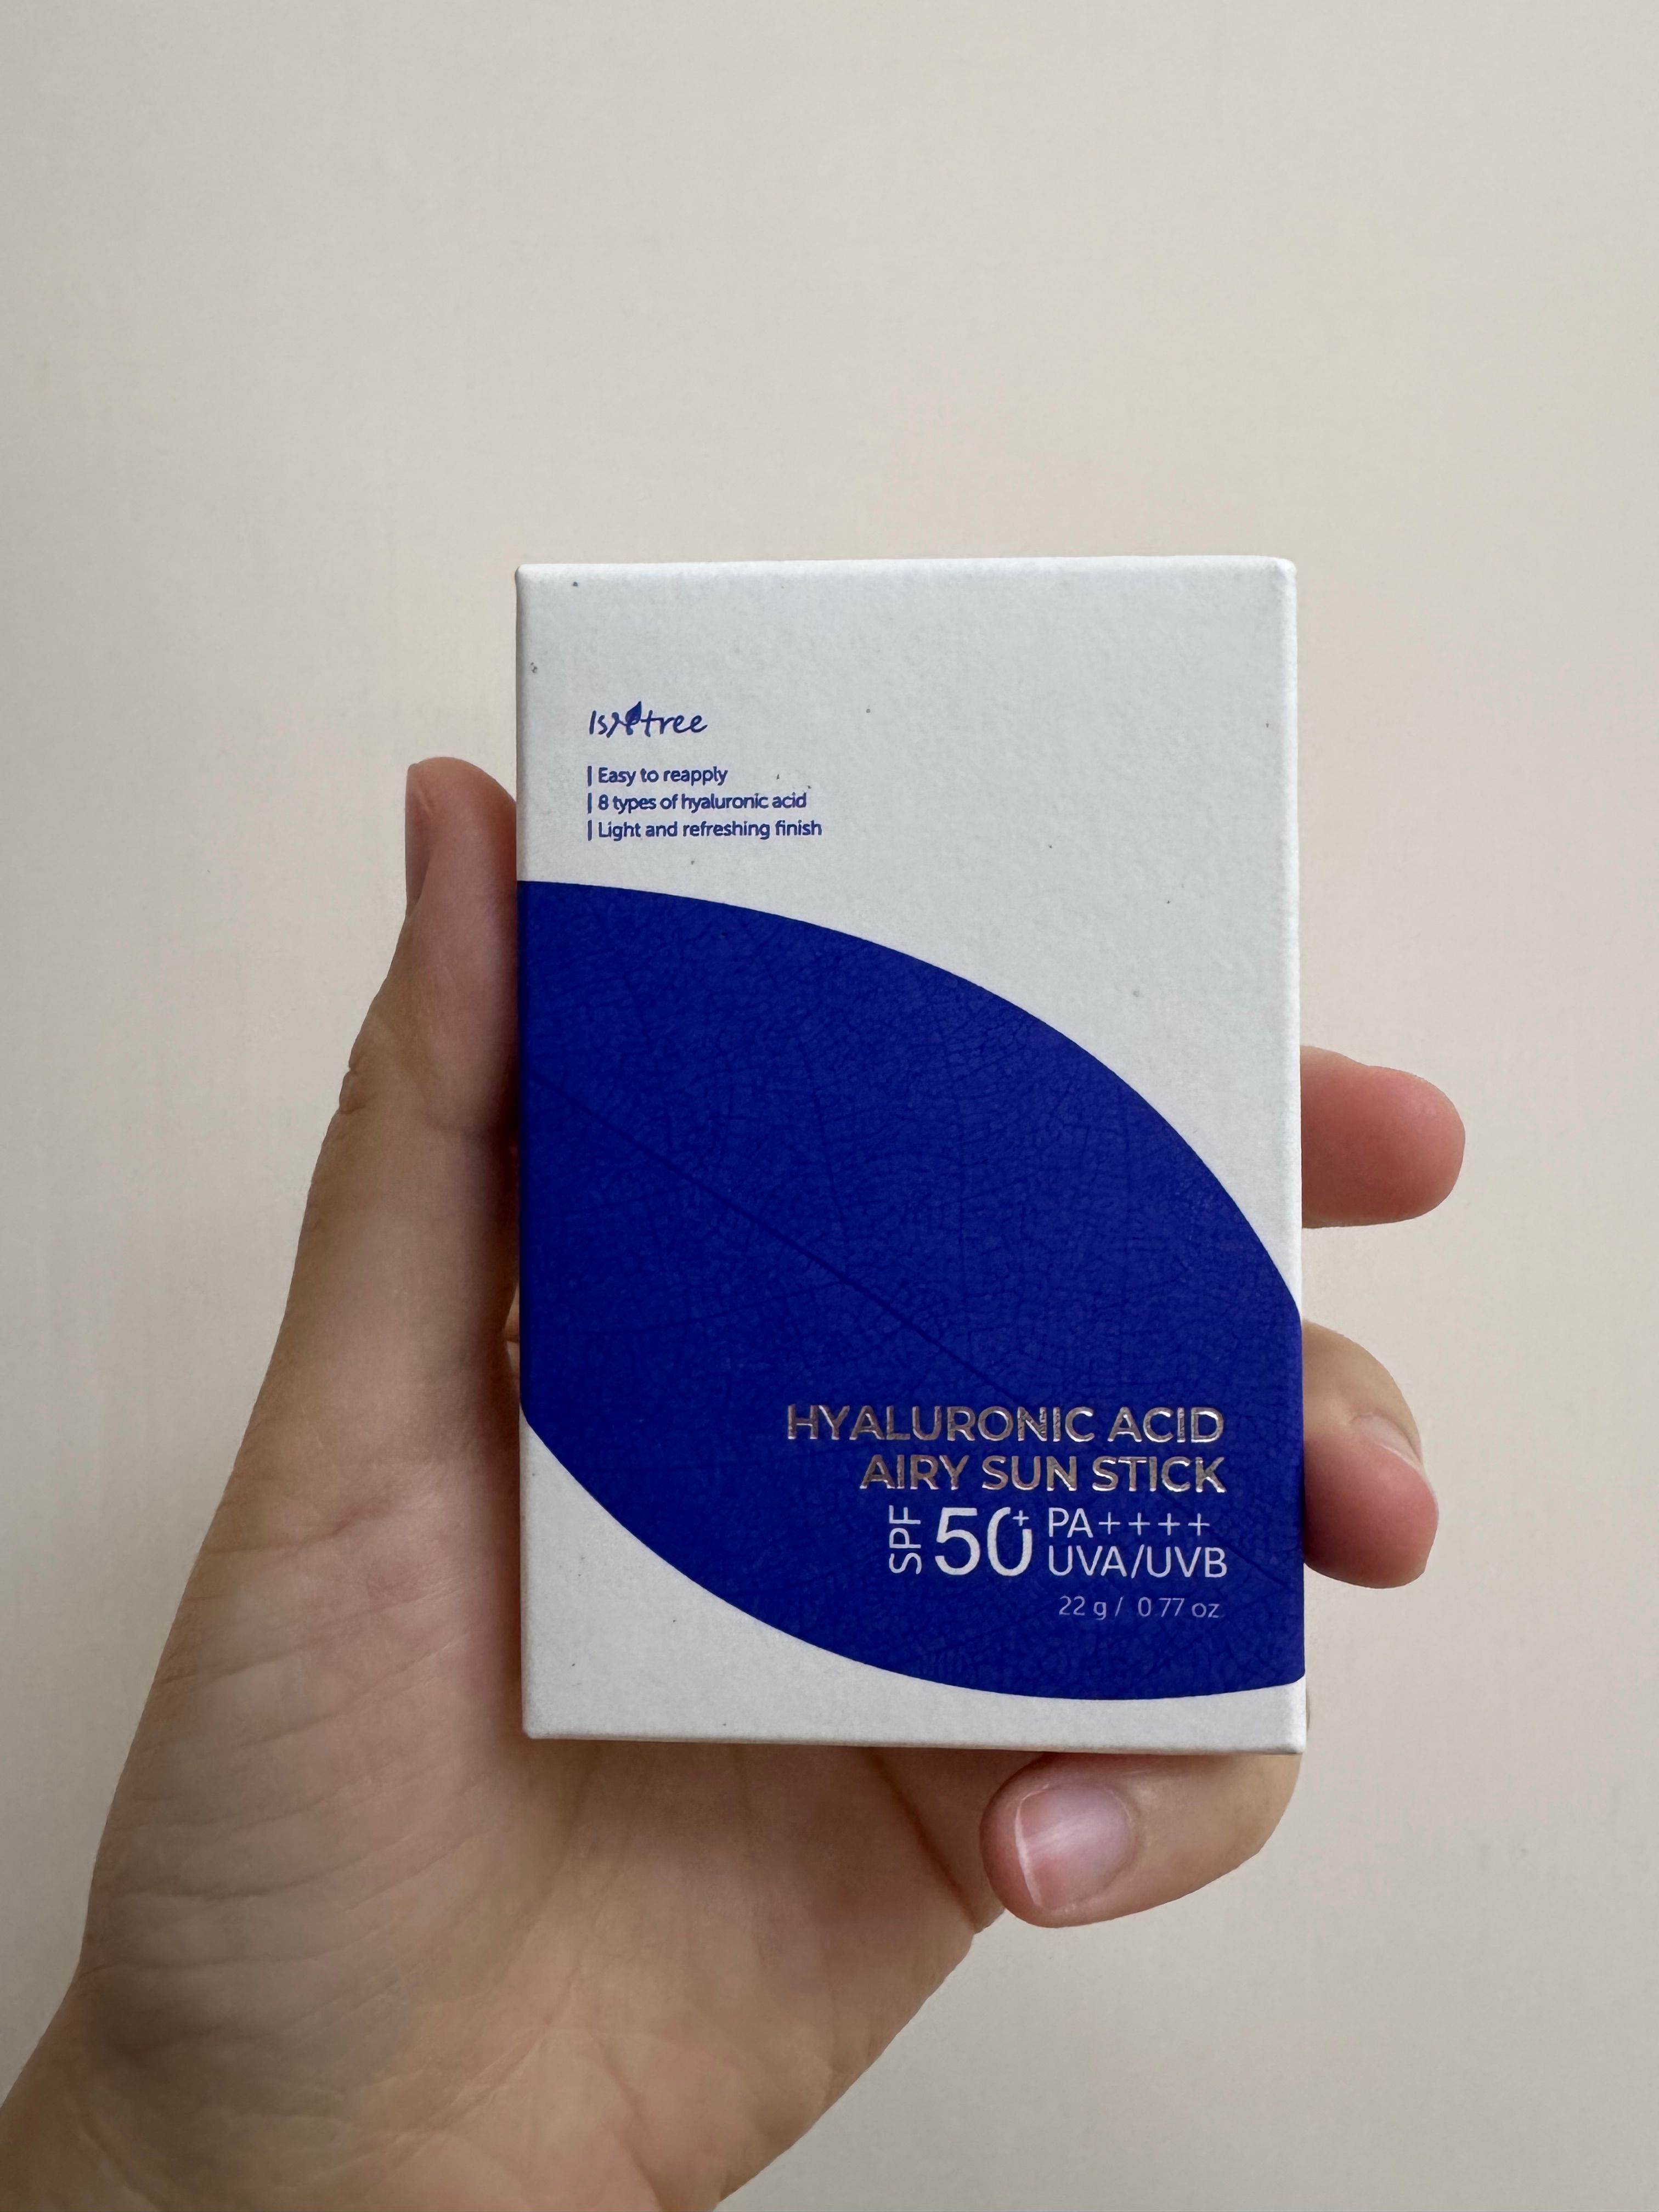 Isntree
Easy to reapply
8 types of hyaluronic acid
Light and refreshing finish
HYALURONIC ACID
AIRY SUN STICK
SPF 50+ PA++++
UVA/UVB
22 g / 0.77 oz